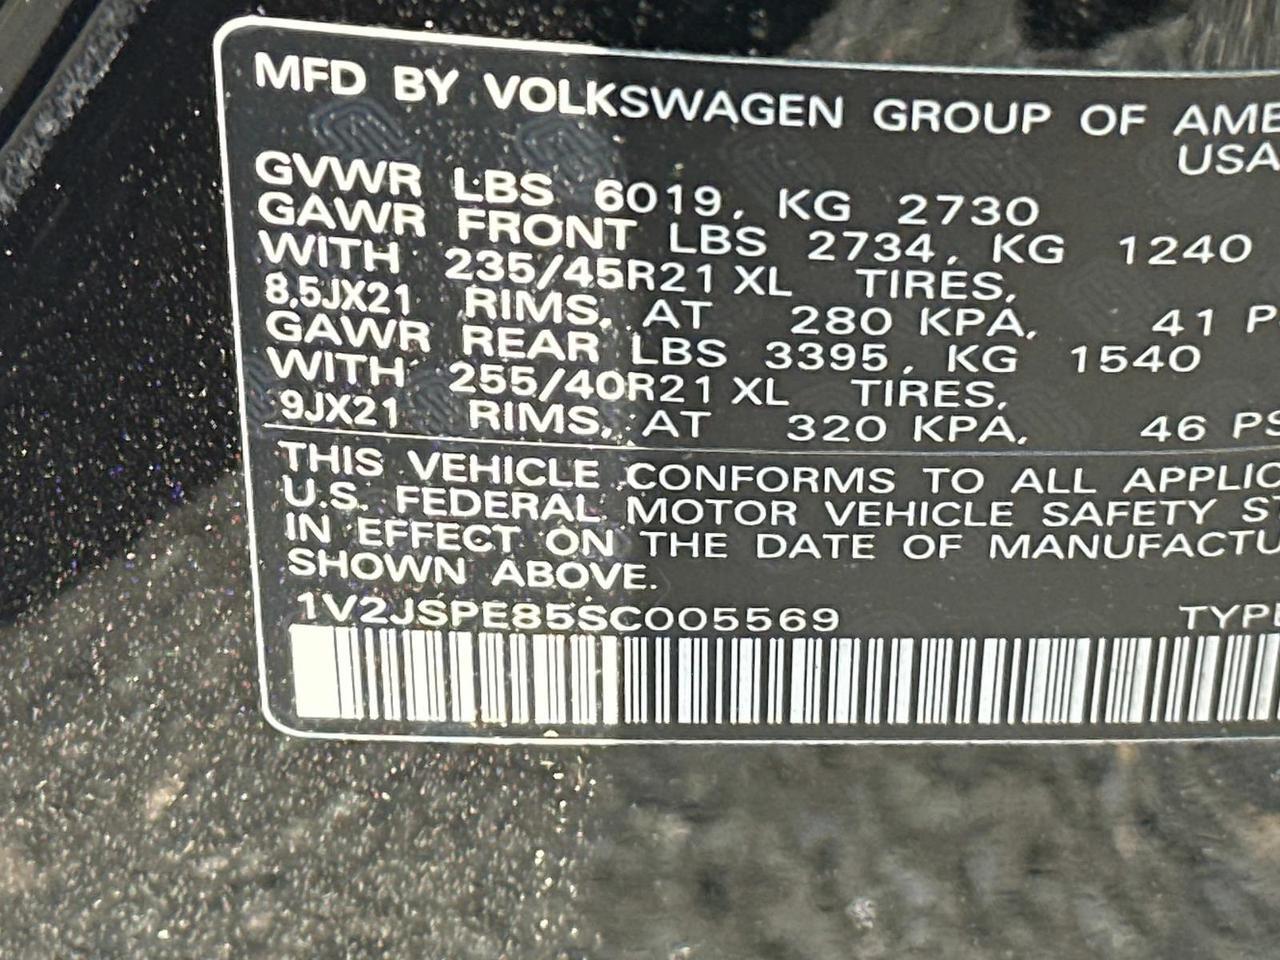 MFD BY VOLKSWAGEN GROUP OF AME
USA
GVWR LBS 6019, KG 2730
GAWR FRONT LBS 2734, KG 1240
WITH 235/45R21 XL TIRES,
8.5JX21 RIMS, AT 280 KPA, 41 P
GAWR REAR LBS 3395, KG 1540
WITH 255/40R21 XL TIRES,
9JX21 RIMS, AT 320 KPA, 46 PS
THIS VEHICLE CONFORMS TO ALL APPLIC
U.S. FEDERAL MOTOR VEHICLE SAFETY ST
IN EFFECT ON THE DATE OF MANUFACTU
SHOWN ABOVE.
1V2JSPE85SC005569 TYPE